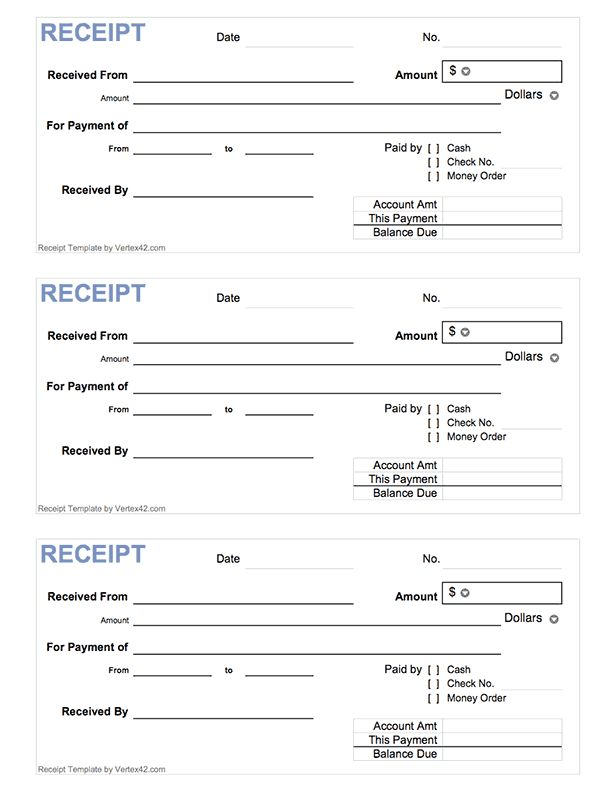 RECEIPT Date No.
Received From Amount $
Amount Dollars
For Payment of
From to Paid by [ ] Cash
[ ] Check No.
[ ] Money Order
Received By
Account Amt
This Payment
Balance Due
Receipt Template by Vertex42.com
RECEIPT Date No.
Received From Amount $
Amount Dollars
For Payment of
From to Paid by [ ] Cash
[ ] Check No.
[ ] Money Order
Received By
Account Amt
This Payment
Balance Due
Receipt Template by Vertex42.com
RECEIPT Date No.
Received From Amount $
Amount Dollars
For Payment of
From to Paid by [ ] Cash
[ ] Check No.
[ ] Money Order
Received By
Account Amt
This Payment
Balance Due
Receipt Template by Vertex42.com